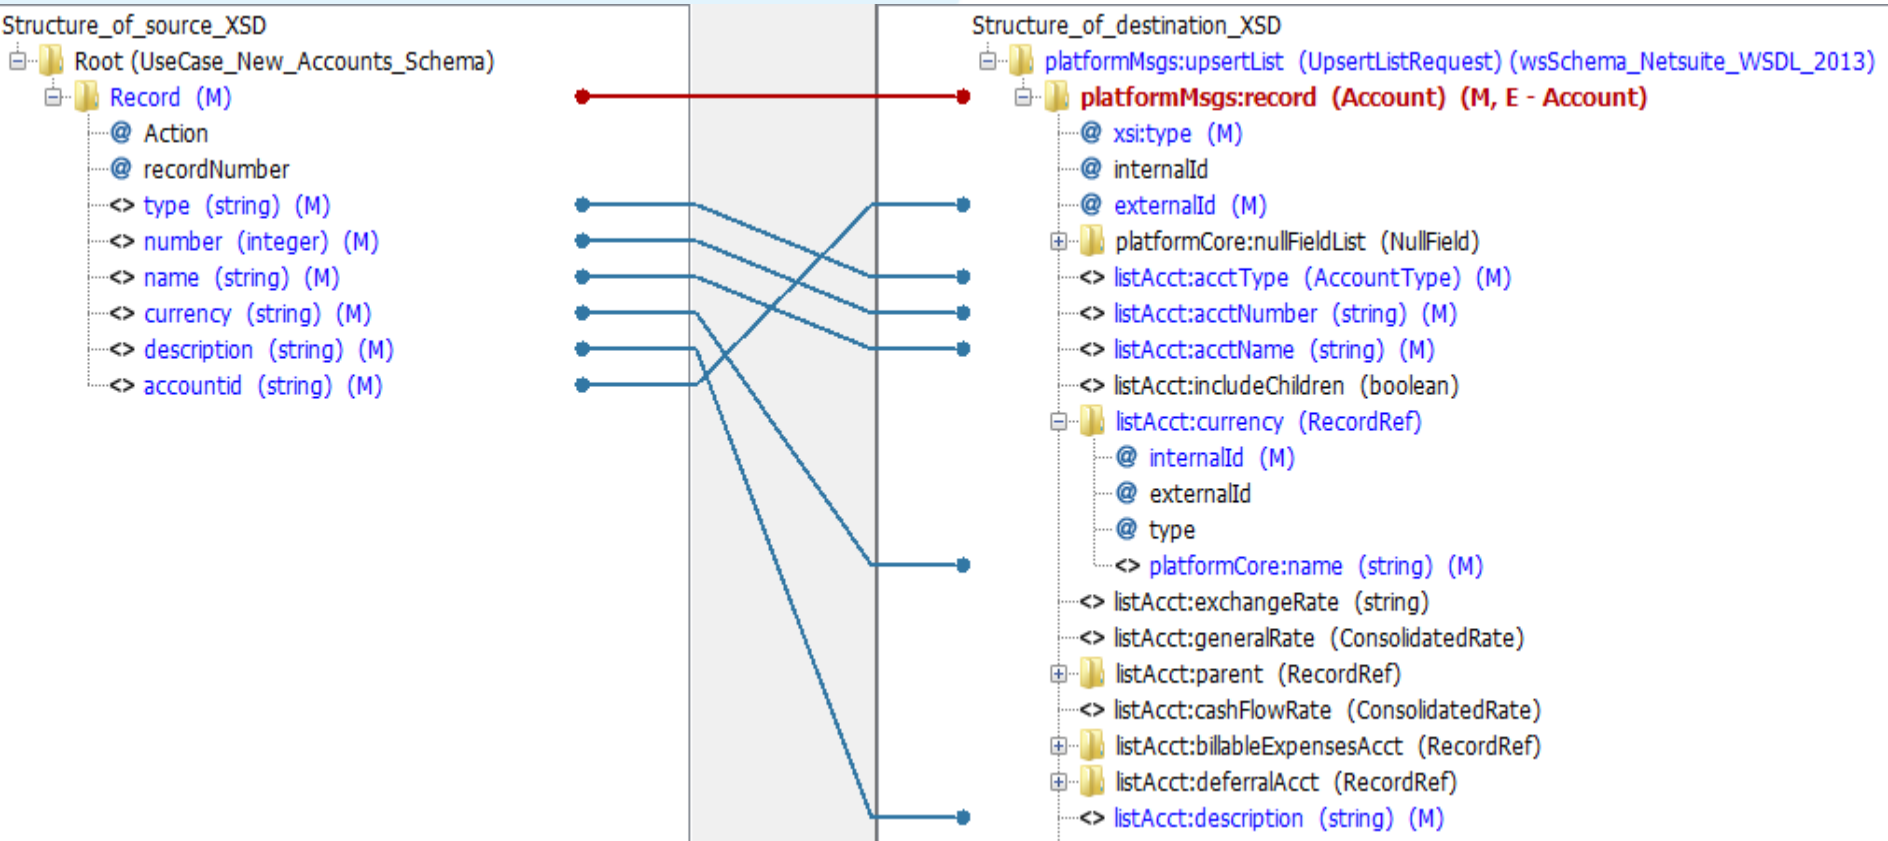 Structure_of_source_XSD
Root (UseCase_New_Accounts_Schema)
Record (M)
@ Action
@ recordNumber
<> type (string) (M)
<> number (integer) (M)
<> name (string) (M)
<> currency (string) (M)
<> description (string) (M)
<> accountid (string) (M)
Structure_of_destination_XSD
platformMsgs:upsertList (UpsertListRequest) (wsSchema_Netsuite_WSDL_2013)
platformMsgs:record (Account) (M, E - Account)
@ xsi:type (M)
@ internalId
@ externalId (M)
platformCore:nullFieldList (NullField)
<> listAcct:acctType (AccountType) (M)
<> listAcct:acctNumber (string) (M)
<> listAcct:acctName (string) (M)
<> listAcct:includeChildren (boolean)
listAcct:currency (RecordRef)
@ internalId (M)
@ externalId
@ type
<> platformCore:name (string) (M)
<> listAcct:exchangeRate (string)
<> listAcct:generalRate (ConsolidatedRate)
listAcct:parent (RecordRef)
<> listAcct:cashFlowRate (ConsolidatedRate)
listAcct:billableExpensesAcct (RecordRef)
listAcct:deferralAcct (RecordRef)
<> listAcct:description (string) (M)